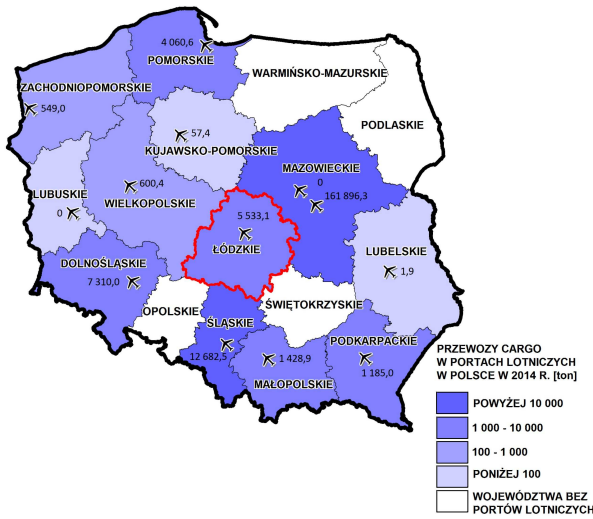 4 060,6
POMORSKIE
WARMIŃSKO-MAZURSKIE
ZACHODNIOPOMORSKIE
549,0
PODLASKIE
57,4
KUJAWSKO-POMORSKIE
MAZOWIECKIE
0
161 896,3
600,4
WIELKOPOLSKIE
LUBUSKIE
0
5 533,1
ŁÓDZKIE
LUBELSKIE
1,9
DOLNOŚLĄSKIE
7 310,0
OPOLSKIE
ŚWIĘTOKRZYSKIE
ŚLĄSKIE
12 682,5
1 428,9
MAŁOPOLSKIE
PODKARPACKIE
1 185,0
PRZEWOZY CARGO
W PORTACH LOTNICZYCH
W POLSCE W 2014 R. [ton]
POWYŻEJ 10 000
1 000 - 10 000
100 - 1 000
PONIŻEJ 100
WOJEWÓDZTWA BEZ
PORTÓW LOTNICZYCH